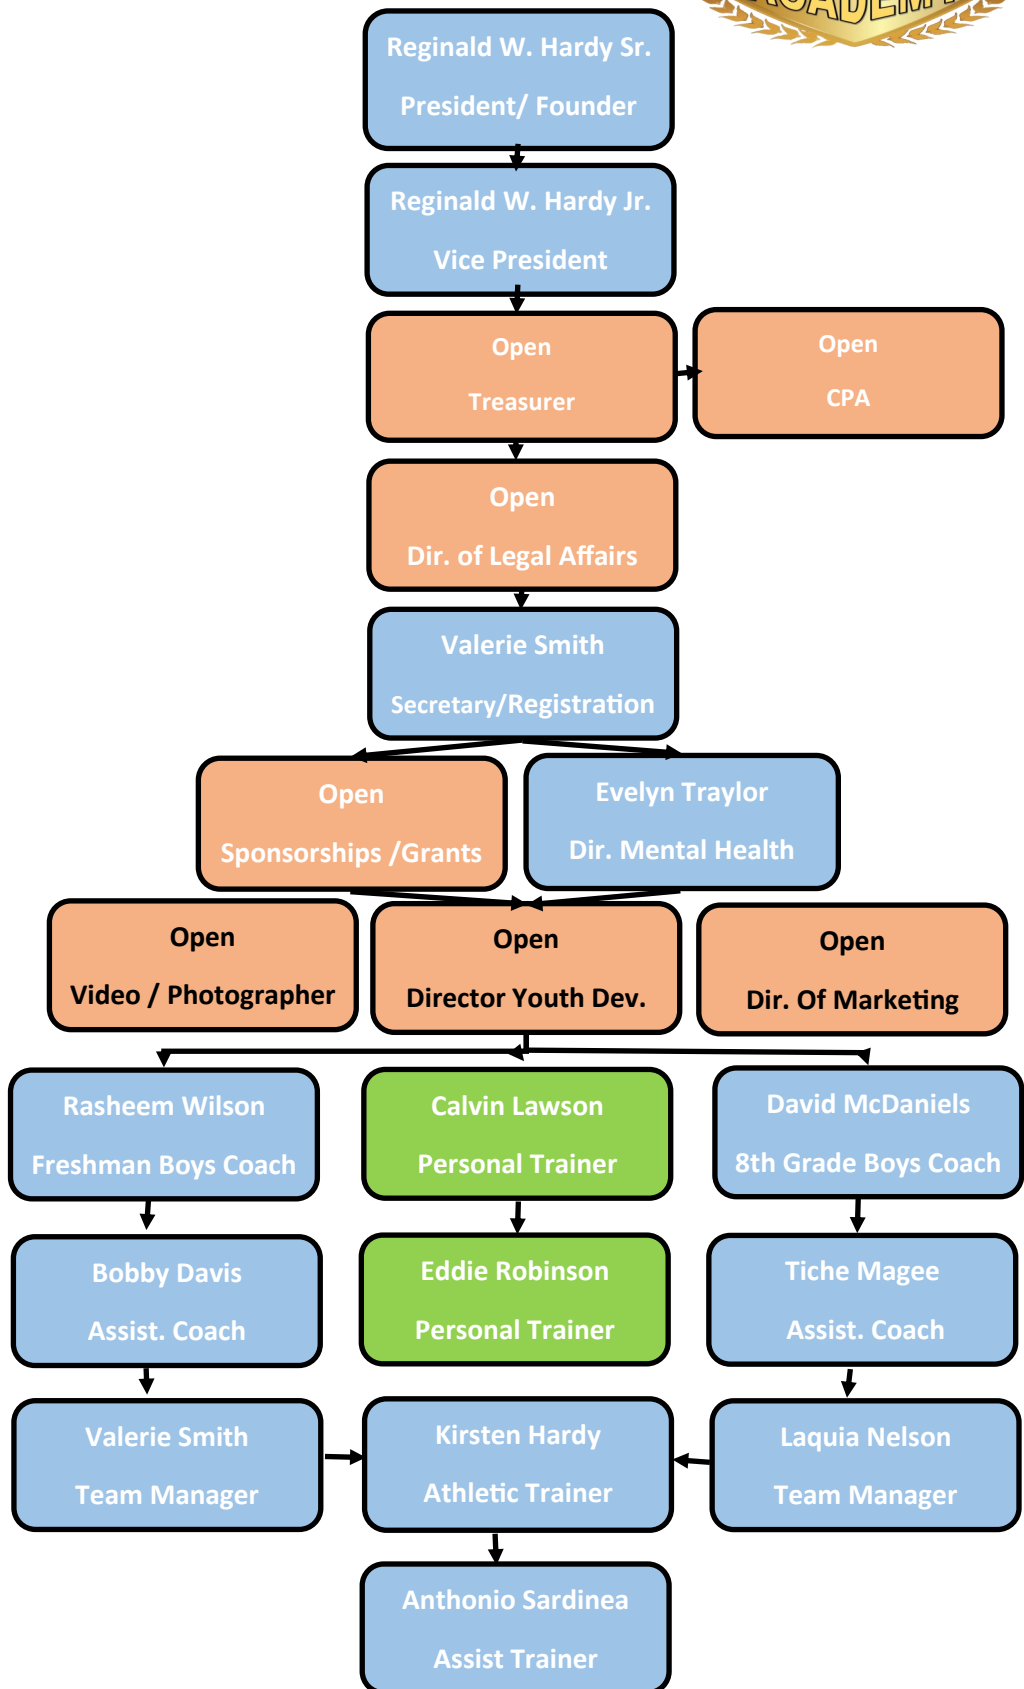 ACADEMY
Reginald W. Hardy Sr.
President/ Founder
Reginald W. Hardy Jr.
Vice President
Open
Treasurer
Open
CPA
Open
Dir. of Legal Affairs
Valerie Smith
Secretary/Registration
Open
Sponsorships /Grants
Evelyn Traylor
Dir. Mental Health
Open
Video / Photographer
Open
Director Youth Dev.
Open
Dir. Of Marketing
Rasheem Wilson
Freshman Boys Coach
Calvin Lawson
Personal Trainer
David McDaniels
8th Grade Boys Coach
Bobby Davis
Assist. Coach
Eddie Robinson
Personal Trainer
Tiche Magee
Assist. Coach
Valerie Smith
Team Manager
Kirsten Hardy
Athletic Trainer
Laquia Nelson
Team Manager
Anthonio Sardinea
Assist Trainer